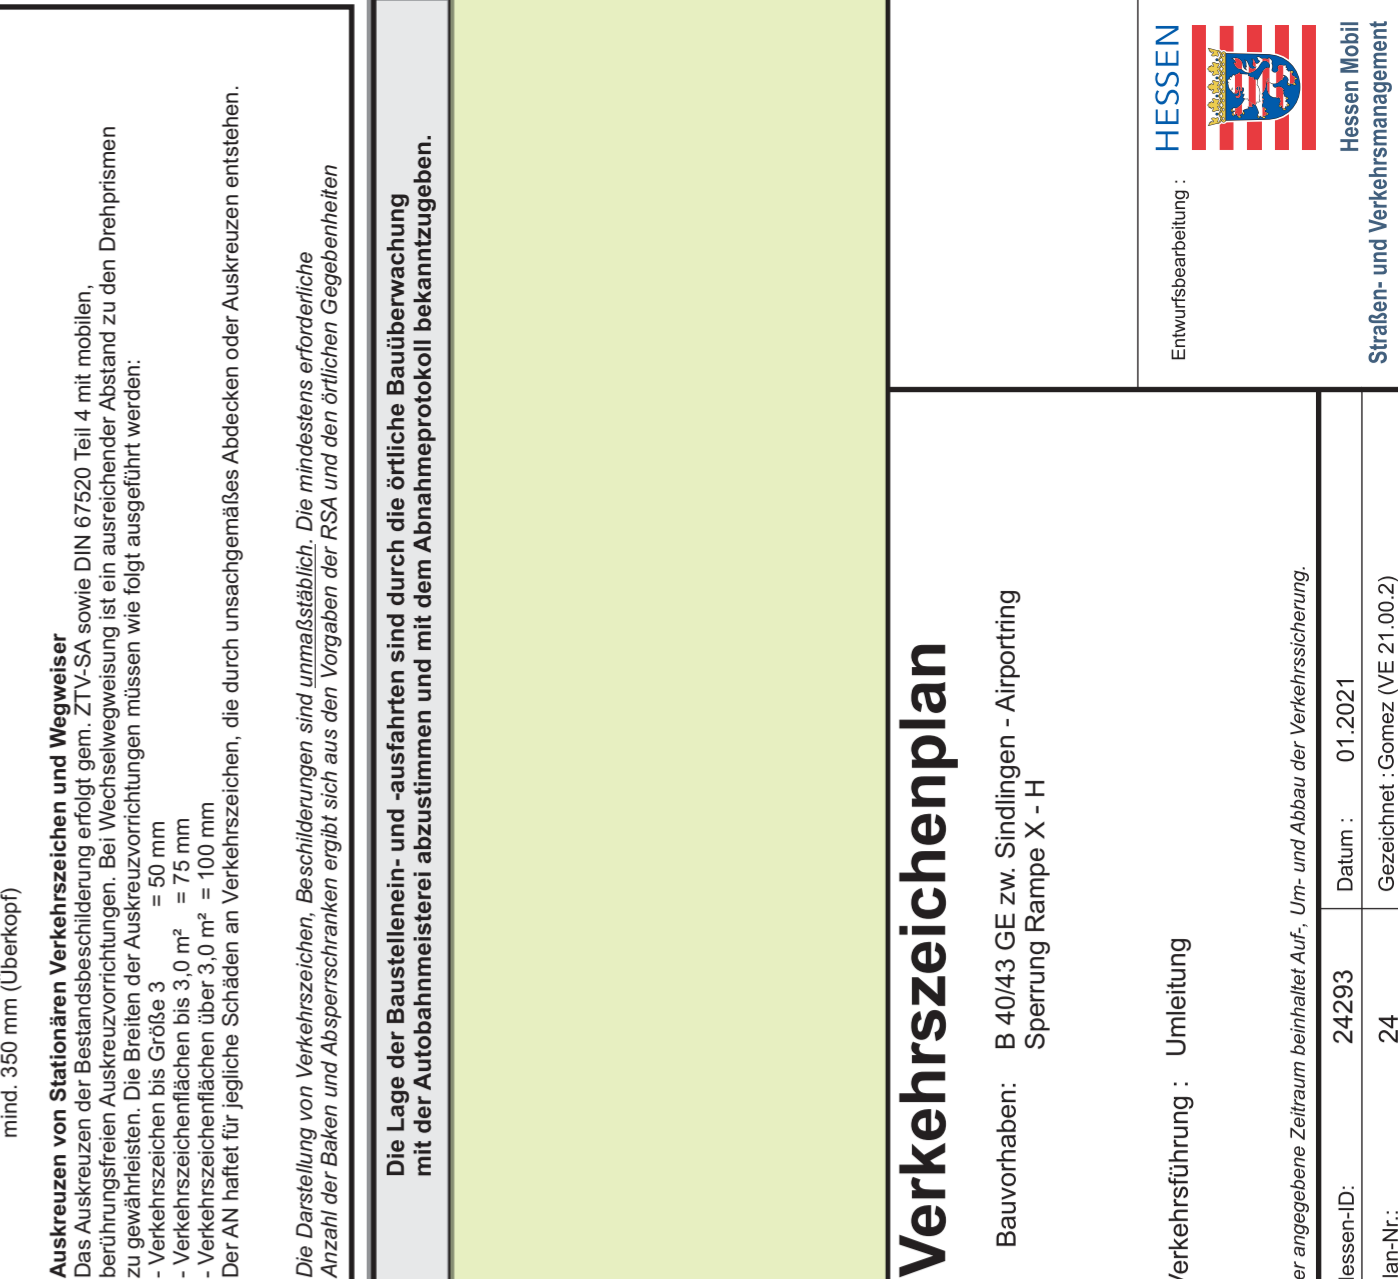 mind. 350 mm (Überkopf)
Auskreuzen von Stationären Verkehrszeichen und Wegweiser
Das Auskreuzen der Bestandsbeschilderung erfolgt gem. ZTV-SA sowie DIN 67520 Teil 4 mit mobilen,
berührungsfreien Auskreuzvorrichtungen. Bei Wechselwegweisung ist ein ausreichender Abstand zu den Drehprismen
zu gewährleisten. Die Breiten der Auskreuzvorrichtungen müssen wie folgt ausgeführt werden:
- Verkehrszeichen bis Größe 3 = 50 mm
- Verkehrszeichenflächen bis 3,0 m² = 75 mm
- Verkehrszeichenflächen über 3,0 m² = 100 mm
Der AN haftet für jegliche Schäden an Verkehrszeichen, die durch unsachgemäßes Abdecken oder Auskreuzen entstehen.
Die Darstellung von Verkehrszeichen, Beschilderungen sind unmaßstäblich. Die mindestens erforderliche
Anzahl der Baken und Absperrschranken ergibt sich aus den Vorgaben der RSA und den örtlichen Gegebenheiten
Die Lage der Baustellenein- und -ausfahrten sind durch die örtliche Bauüberwachung
mit der Autobahnmeisterei abzustimmen und mit dem Abnahmeprotokoll bekanntzugeben.
Verkehrszeichenplan
Bauvorhaben: B 40/43 GE zw. Sindlingen - Airportring
Sperrung Rampe X - H
Verkehrsführung : Umleitung
er angegebene Zeitraum beinhaltet Auf-, Um- und Abbau der Verkehrssicherung.
essen-ID: 24293 Datum : 01.2021
lan-Nr.: 24 Gezeichnet : Gomez (VE 21.00.2)
Entwurfsbearbeitung :
HESSEN
Hessen Mobil
Straßen- und Verkehrsmanagement